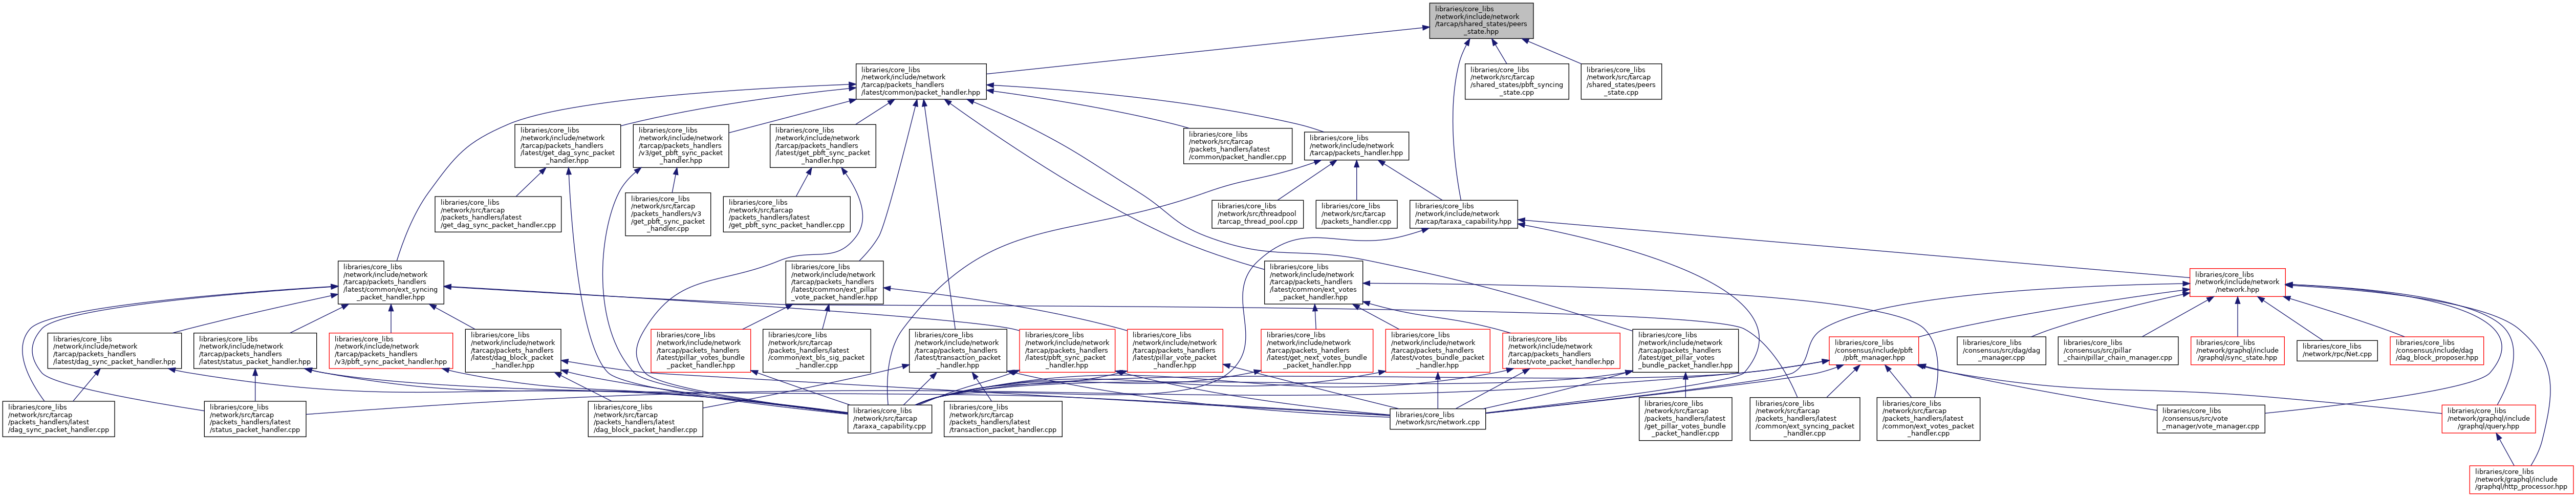 libraries/core_libs
/network/include/network
/tarcap/shared_states/peers
_state.hpp
libraries/core_libs
/network/include/network
/tarcap/packets_handlers
/latest/common/packet_handler.hpp
libraries/core_libs
/network/src/tarcap
/shared_states/pbft_syncing
_state.cpp
libraries/core_libs
/network/src/tarcap
/shared_states/peers
_state.cpp
libraries/core_libs
/network/include/network
/tarcap/packets_handlers
/latest/get_dag_sync_packet
_handler.hpp
libraries/core_libs
/network/include/network
/tarcap/packets_handlers
/v3/get_pbft_sync_packet
_handler.hpp
libraries/core_libs
/network/include/network
/tarcap/packets_handlers
/latest/get_pbft_sync_packet
_handler.hpp
libraries/core_libs
/network/src/tarcap
/packets_handlers/latest
/common/packet_handler.cpp
libraries/core_libs
/network/include/network
/tarcap/packets_handler.hpp
libraries/core_libs
/network/src/tarcap
/packets_handlers/latest
/get_dag_sync_packet_handler.cpp
libraries/core_libs
/network/src/tarcap
/packets_handlers/v3
/get_pbft_sync_packet
_handler.cpp
libraries/core_libs
/network/src/tarcap
/packets_handlers/latest
/get_pbft_sync_packet_handler.cpp
libraries/core_libs
/network/src/threadpool
/tarcap_thread_pool.cpp
libraries/core_libs
/network/src/tarcap
/packets_handler.cpp
libraries/core_libs
/network/include/network
/tarcap/taraxa_capability.hpp
libraries/core_libs
/network/include/network
/tarcap/packets_handlers
/latest/common/ext_syncing
_packet_handler.hpp
libraries/core_libs
/network/include/network
/tarcap/packets_handlers
/latest/common/ext_pillar
_vote_packet_handler.hpp
libraries/core_libs
/network/include/network
/tarcap/packets_handlers
/latest/common/ext_votes
_packet_handler.hpp
libraries/core_libs
/network/include/network
/network.hpp
libraries/core_libs
/network/include/network
/tarcap/packets_handlers
/latest/dag_sync_packet_handler.hpp
libraries/core_libs
/network/include/network
/tarcap/packets_handlers
/latest/status_packet_handler.hpp
libraries/core_libs
/network/include/network
/tarcap/packets_handlers
/v3/pbft_sync_packet_handler.hpp
libraries/core_libs
/network/include/network
/tarcap/packets_handlers
/latest/dag_block_packet
_handler.hpp
libraries/core_libs
/network/include/network
/tarcap/packets_handlers
/latest/pillar_votes_bundle
_packet_handler.hpp
libraries/core_libs
/network/src/tarcap
/packets_handlers/latest
/common/ext_bls_sig_packet
_handler.cpp
libraries/core_libs
/network/include/network
/tarcap/packets_handlers
/latest/transaction_packet
_handler.hpp
libraries/core_libs
/network/include/network
/tarcap/packets_handlers
/latest/pbft_sync_packet
_handler.hpp
libraries/core_libs
/network/include/network
/tarcap/packets_handlers
/latest/pillar_vote_packet
_handler.hpp
libraries/core_libs
/network/include/network
/tarcap/packets_handlers
/latest/get_next_votes_bundle
_packet_handler.hpp
libraries/core_libs
/network/include/network
/tarcap/packets_handlers
/latest/votes_bundle_packet
_handler.hpp
libraries/core_libs
/network/include/network
/tarcap/packets_handlers
/latest/vote_packet_handler.hpp
libraries/core_libs
/network/include/network
/tarcap/packets_handlers
/latest/get_pillar_votes
_bundle_packet_handler.hpp
libraries/core_libs
/consensus/include/pbft
/pbft_manager.hpp
libraries/core_libs
/consensus/src/dag/dag
_manager.cpp
libraries/core_libs
/consensus/src/pillar
_chain/pillar_chain_manager.cpp
libraries/core_libs
/network/graphql/include
/graphql/sync_state.hpp
libraries/core_libs
/network/rpc/Net.cpp
libraries/core_libs
/consensus/include/dag
/dag_block_proposer.hpp
libraries/core_libs
/network/src/tarcap
/packets_handlers/latest
/dag_sync_packet_handler.cpp
libraries/core_libs
/network/src/tarcap
/packets_handlers/latest
/status_packet_handler.cpp
libraries/core_libs
/network/src/tarcap
/packets_handlers/latest
/dag_block_packet_handler.cpp
libraries/core_libs
/network/src/tarcap
/taraxa_capability.cpp
libraries/core_libs
/network/src/tarcap
/packets_handlers/latest
/transaction_packet_handler.cpp
libraries/core_libs
/network/src/network.cpp
libraries/core_libs
/network/src/tarcap
/packets_handlers/latest
/get_pillar_votes_bundle
_packet_handler.cpp
libraries/core_libs
/network/src/tarcap
/packets_handlers/latest
/common/ext_syncing_packet
_handler.cpp
libraries/core_libs
/network/src/tarcap
/packets_handlers/latest
/common/ext_votes_packet
_handler.cpp
libraries/core_libs
/consensus/src/vote
_manager/vote_manager.cpp
libraries/core_libs
/network/graphql/include
/graphql/query.hpp
libraries/core_libs
/network/graphql/include
/graphql/http_processor.hpp